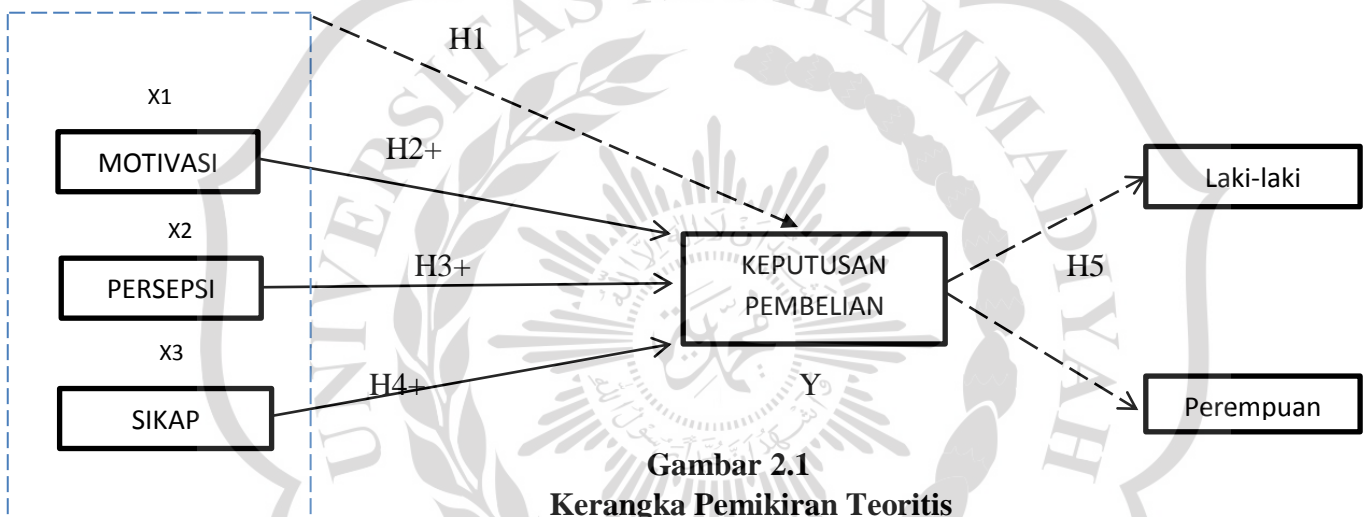 H1
X1
MOTIVASI
H2+
X2
PERSEPSI
H3+
X3
SIKAP
H4+
KEPUTUSAN
PEMBELIAN
Y
Laki-laki
H5
Perempuan
Gambar 2.1
Kerangka Pemikiran Teoritis